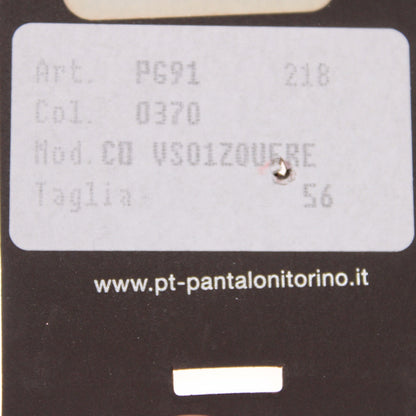 Art. PG91 218
Col. 0370
Mod. CO VS01Z0VERE
Taglia 56
www.pt-pantalonitorino.it